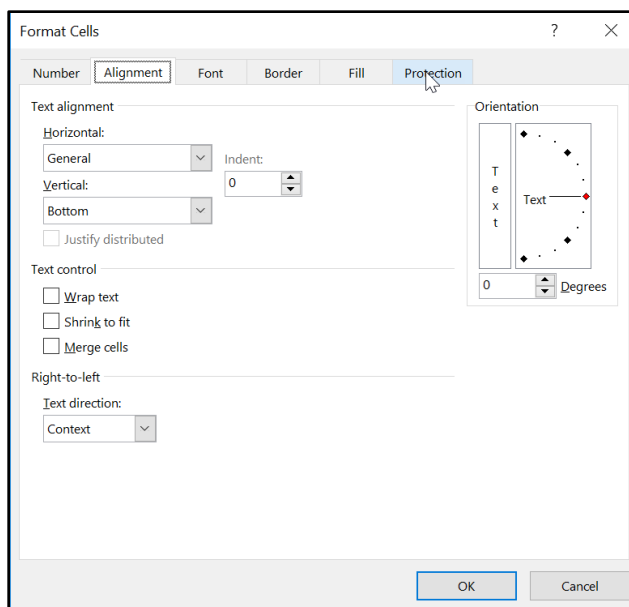 Format Cells ?
Number Alignment Font Border Fill Protection
Text alignment
Horizontal:
General
Indent:
0
Vertical:
Bottom
Justify distributed
Text control
Wrap text
Shrink to fit
Merge cells
Right-to-left
Text direction:
Context
Orientation
Text
Text
0 Degrees
OK Cancel